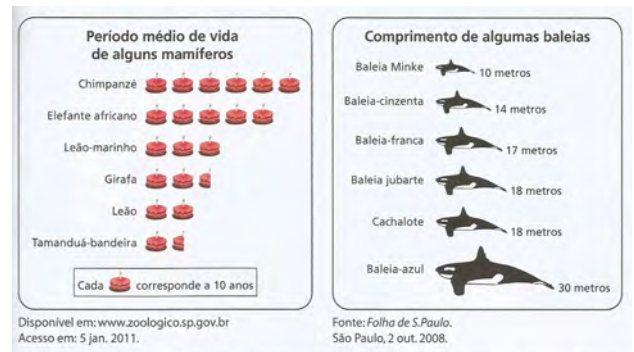 Período médio de vida
de alguns mamíferos
Chimpanzé
Elefante africano
Leão-marinho
Girafa
Leão
Tamanduá-bandeira
Cada corresponde a 10 anos
Disponível em: www.zoologico.sp.gov.br
Acesso em: 5 jan. 2011.
Comprimento de algumas baleias
Baleia Minke 10 metros
Baleia-cinzenta 14 metros
Baleia-franca 17 metros
Baleia jubarte 18 metros
Cachalote 18 metros
Baleia-azul 30 metros
Fonte: Folha de S.Paulo.
São Paulo, 2 out. 2008.